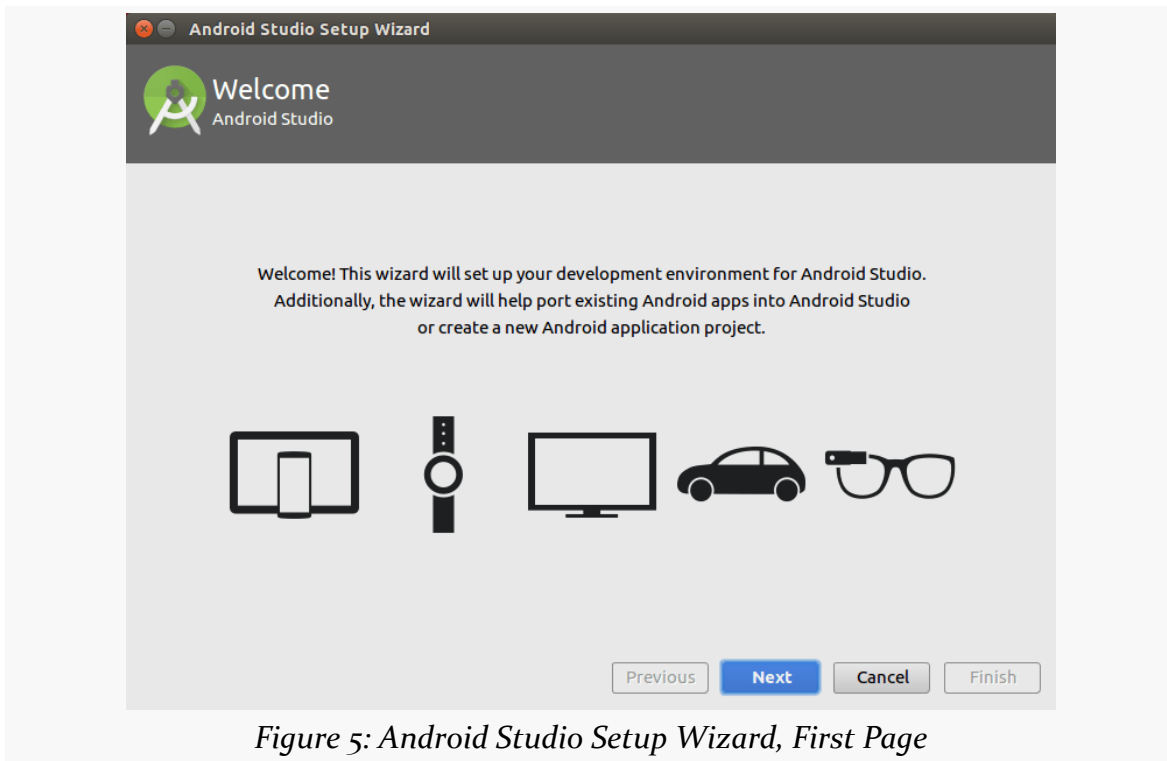 Android Studio Setup Wizard
Welcome
Android Studio
Welcome! This wizard will set up your development environment for Android Studio.
Additionally, the wizard will help port existing Android apps into Android Studio
or create a new Android application project.
Previous Next Cancel Finish
Figure 5: Android Studio Setup Wizard, First Page